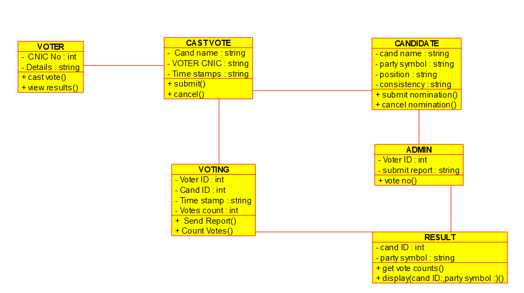 VOTER
- CNIC No : int
- Details : string
+ cast vote()
+ view results()
CAST VOTE
- Cand name : string
- VOTER CNIC : string
- Time stamps : string
+ submit()
+ cancel()
CANDIDATE
- cand name : string
- party symbol : string
- position : string
- consistency : string
+ submit nomination()
+ cancel nomination()
VOTING
- Voter ID : int
- Cand ID : int
- Time stamp : string
- Votes count : int
+ Send Report()
+ Count Votes()
ADMIN
- Voter ID : int
- submit report : string
+ vote no()
RESULT
- cand ID : int
- party symbol : string
+ get vote counts()
+ display(cand ID:,party symbol :)()